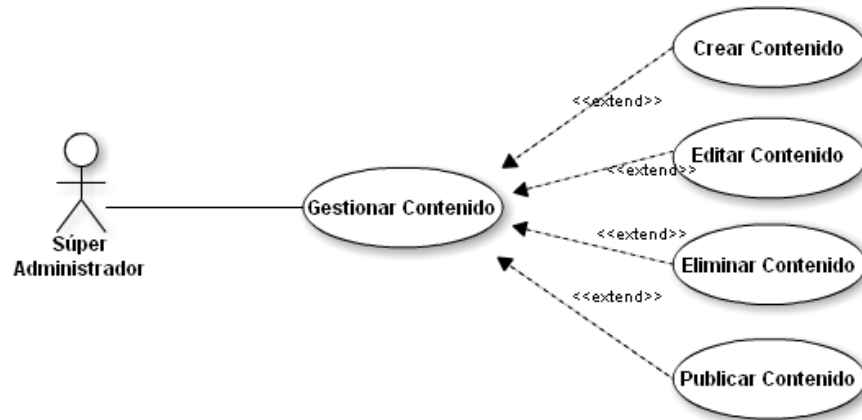 Crear Contenido
<<extend>>
Editar Contenido
<<extend>>
Gestionar Contenido
Súper
Administrador
<<extend>>
Eliminar Contenido
<<extend>>
Publicar Contenido